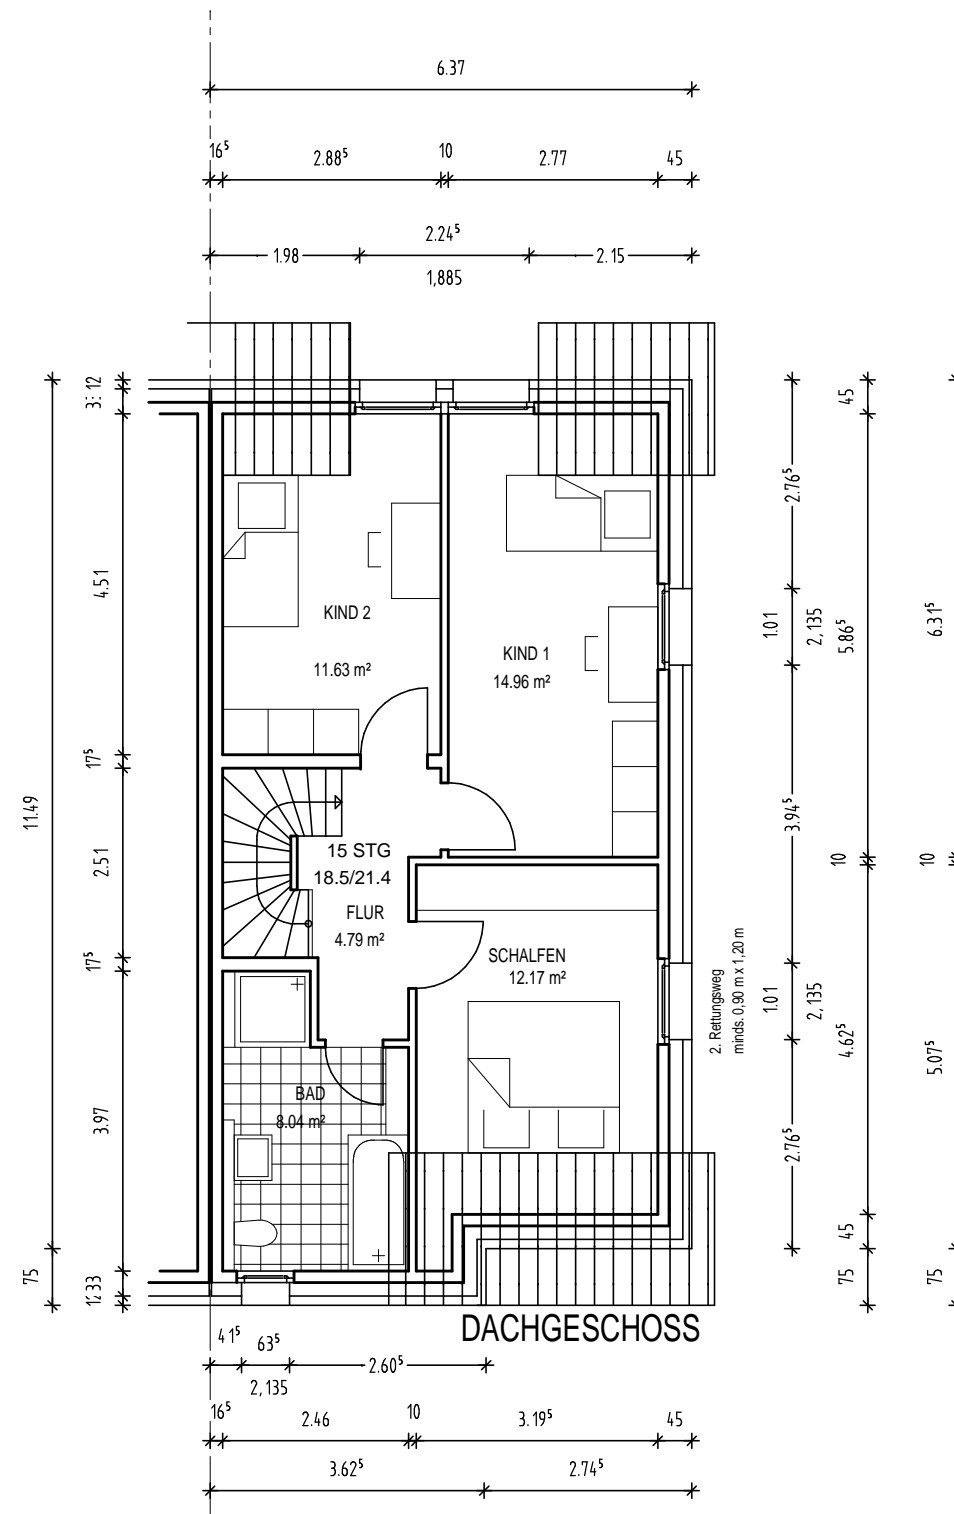 6.37
16⁵ 2.88⁵ 10 2.77 45
1.98 2.24⁵ 2.15
1,885
12
45
2.76⁵
4.51
KIND 2
11.63 m²
KIND 1
14.96 m²
1.01
2,135
5.86⁵
6.31⁵
17⁵
11.49
2.51
15 STG
18.5/21.4
FLUR
4.79 m²
3.94⁵
10
10
17⁵
SCHALFEN
12.17 m²
2. Rettungsweg
minds. 0,90 m x 1,20 m
1.01
2,135
4.62⁵
5.07⁵
3.97
BAD
8.04 m²
2.76⁵
45
75
33
75
75
DACHGESCHOSS
41⁵ 63⁵ 2.60⁵
2,135
16⁵ 2.46 10 3.19⁵ 45
3.62⁵ 2.74⁵